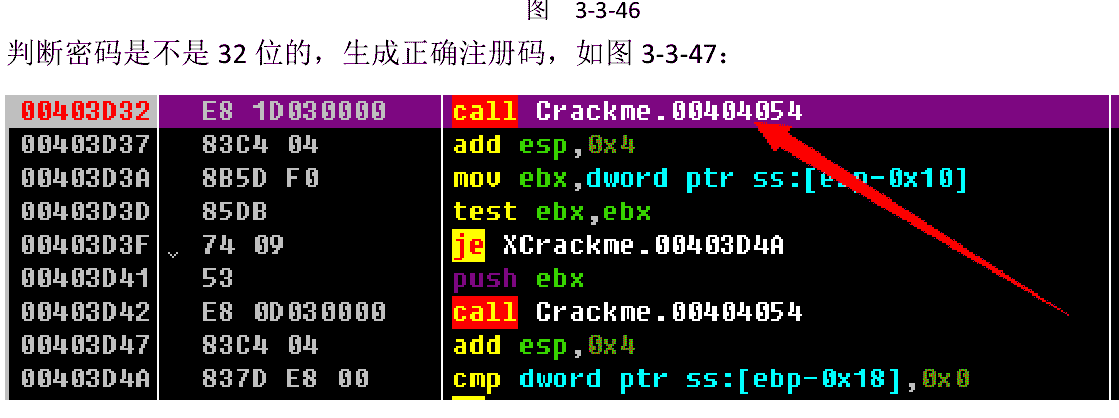 图 3-3-46
判断密码是不是 32 位的，生成正确注册码，如图 3-3-47：
00403D32 E8 1D030000 call Crackme.00404054
00403D37 83C4 04 add esp,0x4
00403D3A 8B5D F0 mov ebx,dword ptr ss:[ebp-0x10]
00403D3D 85DB test ebx,ebx
00403D3F 74 09 je XCrackme.00403D4A
00403D41 53 push ebx
00403D42 E8 0D030000 call Crackme.00404054
00403D47 83C4 04 add esp,0x4
00403D4A 837D E8 00 cmp dword ptr ss:[ebp-0x18],0x0